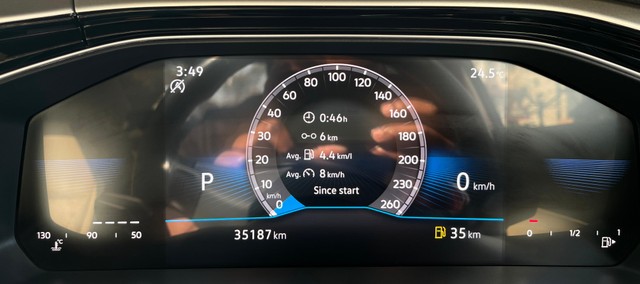 3:49
24.5°C
100
80 120
60 140
40 160
30 180
20 200
10 230
km/h
0 260
0:46h
6 km
Avg. 4.4 km/l
Avg. 8 km/h
Since start
P
0 km/h
130 90 50
0 1/2 1
35187 km
35 km